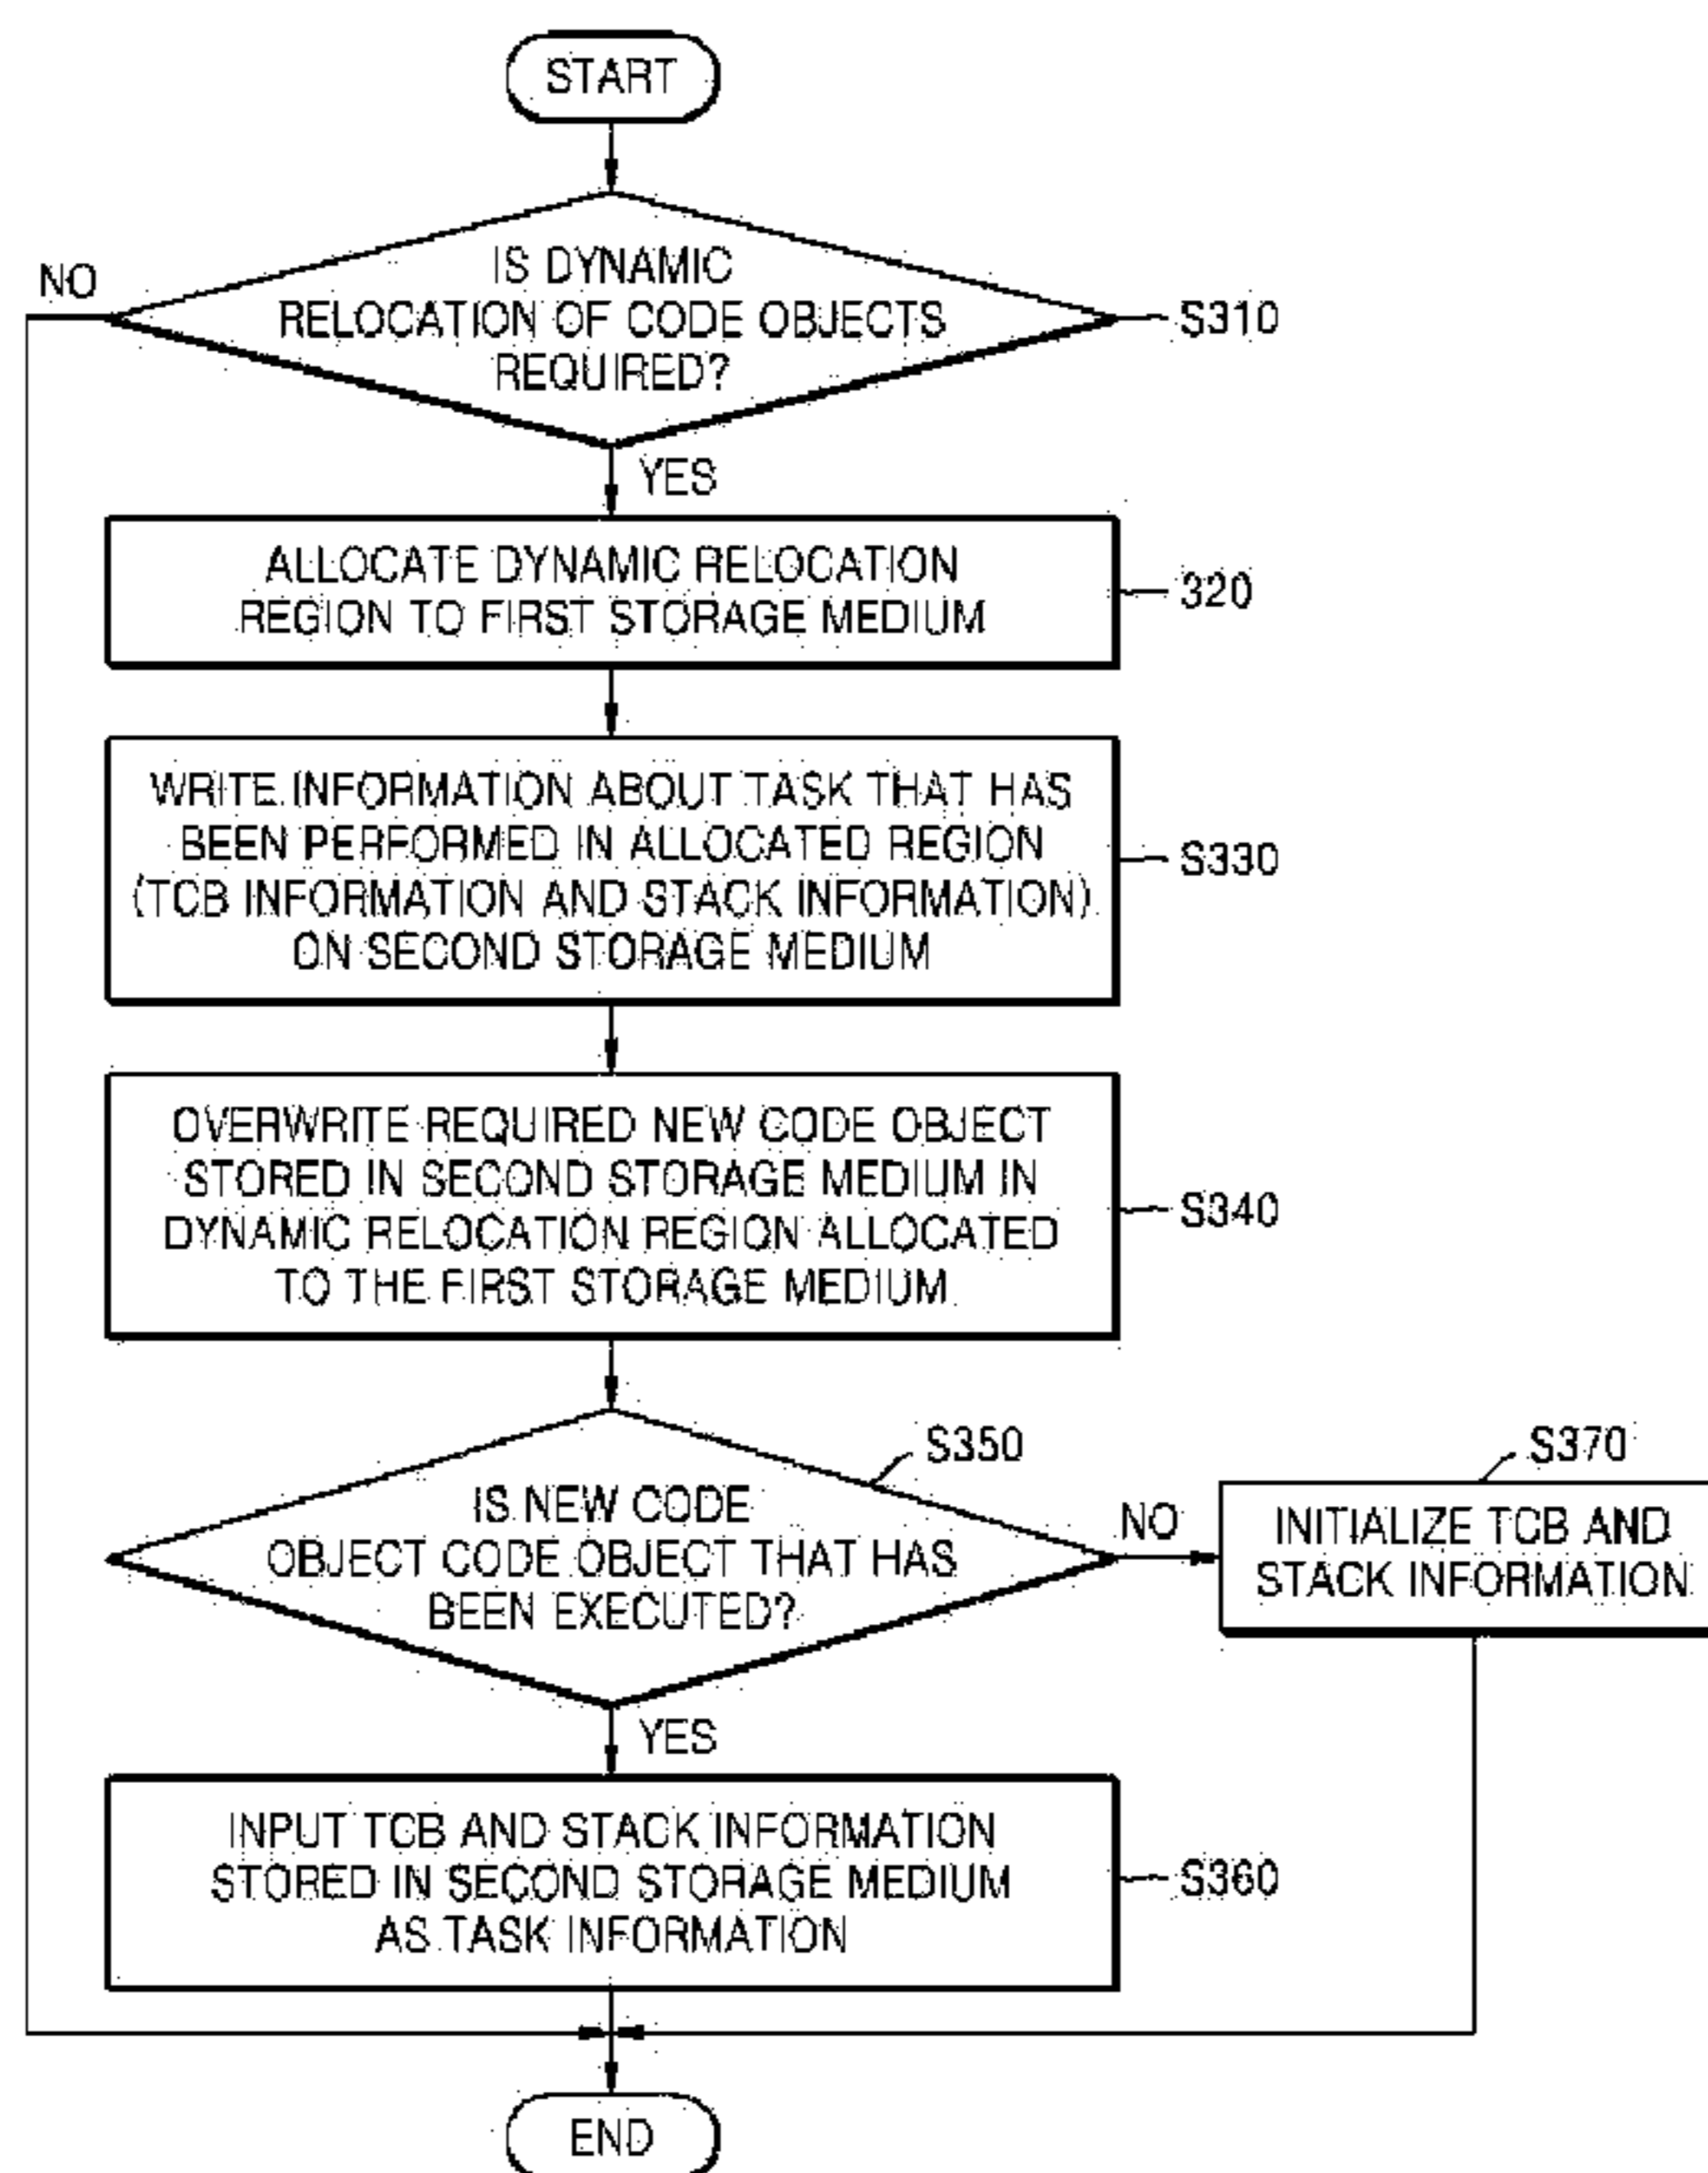 START
IS DYNAMIC
RELOCATION OF CODE OBJECTS
REQUIRED?
NO
S310
YES
ALLOCATE DYNAMIC RELOCATION
REGION TO FIRST STORAGE MEDIUM
320
WRITE INFORMATION ABOUT TASK THAT HAS
BEEN PERFORMED IN ALLOCATED REGION
(TCB INFORMATION AND STACK INFORMATION)
ON SECOND STORAGE MEDIUM
S330
OVERWRITE REQUIRED NEW CODE OBJECT
STORED IN SECOND STORAGE MEDIUM IN
DYNAMIC RELOCATION REGION ALLOCATED
TO THE FIRST STORAGE MEDIUM
S340
S350
IS NEW CODE
OBJECT CODE OBJECT THAT HAS
BEEN EXECUTED?
NO
S370
INITIALIZE TCB AND
STACK INFORMATION
YES
INPUT TCB AND STACK INFORMATION
STORED IN SECOND STORAGE MEDIUM
AS TASK INFORMATION
S360
END